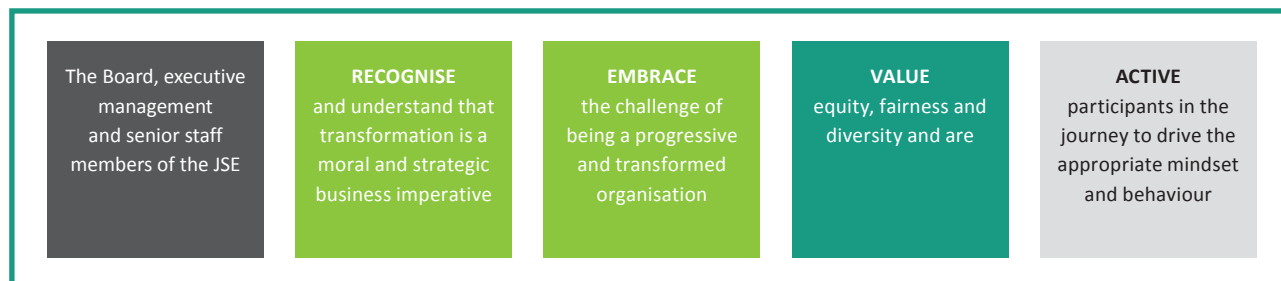 The Board, executive
management
and senior staff
members of the JSE
RECOGNISE
and understand that
transformation is a
moral and strategic
business imperative
EMBRACE
the challenge of
being a progressive
and transformed
organisation
VALUE
equity, fairness and
diversity and are
ACTIVE
participants in the
journey to drive the
appropriate mindset
and behaviour